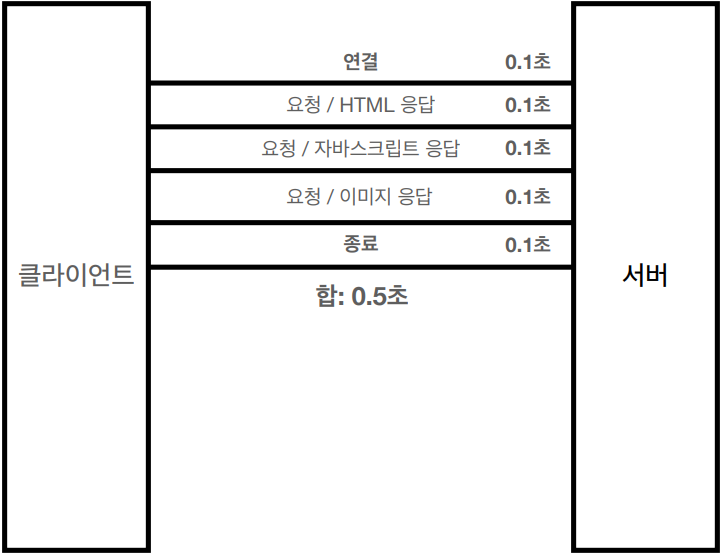 연결 0.1초
요청 / HTML 응답 0.1초
요청 / 자바스크립트 응답 0.1초
요청 / 이미지 응답 0.1초
종료 0.1초
클라이언트
서버
합: 0.5초